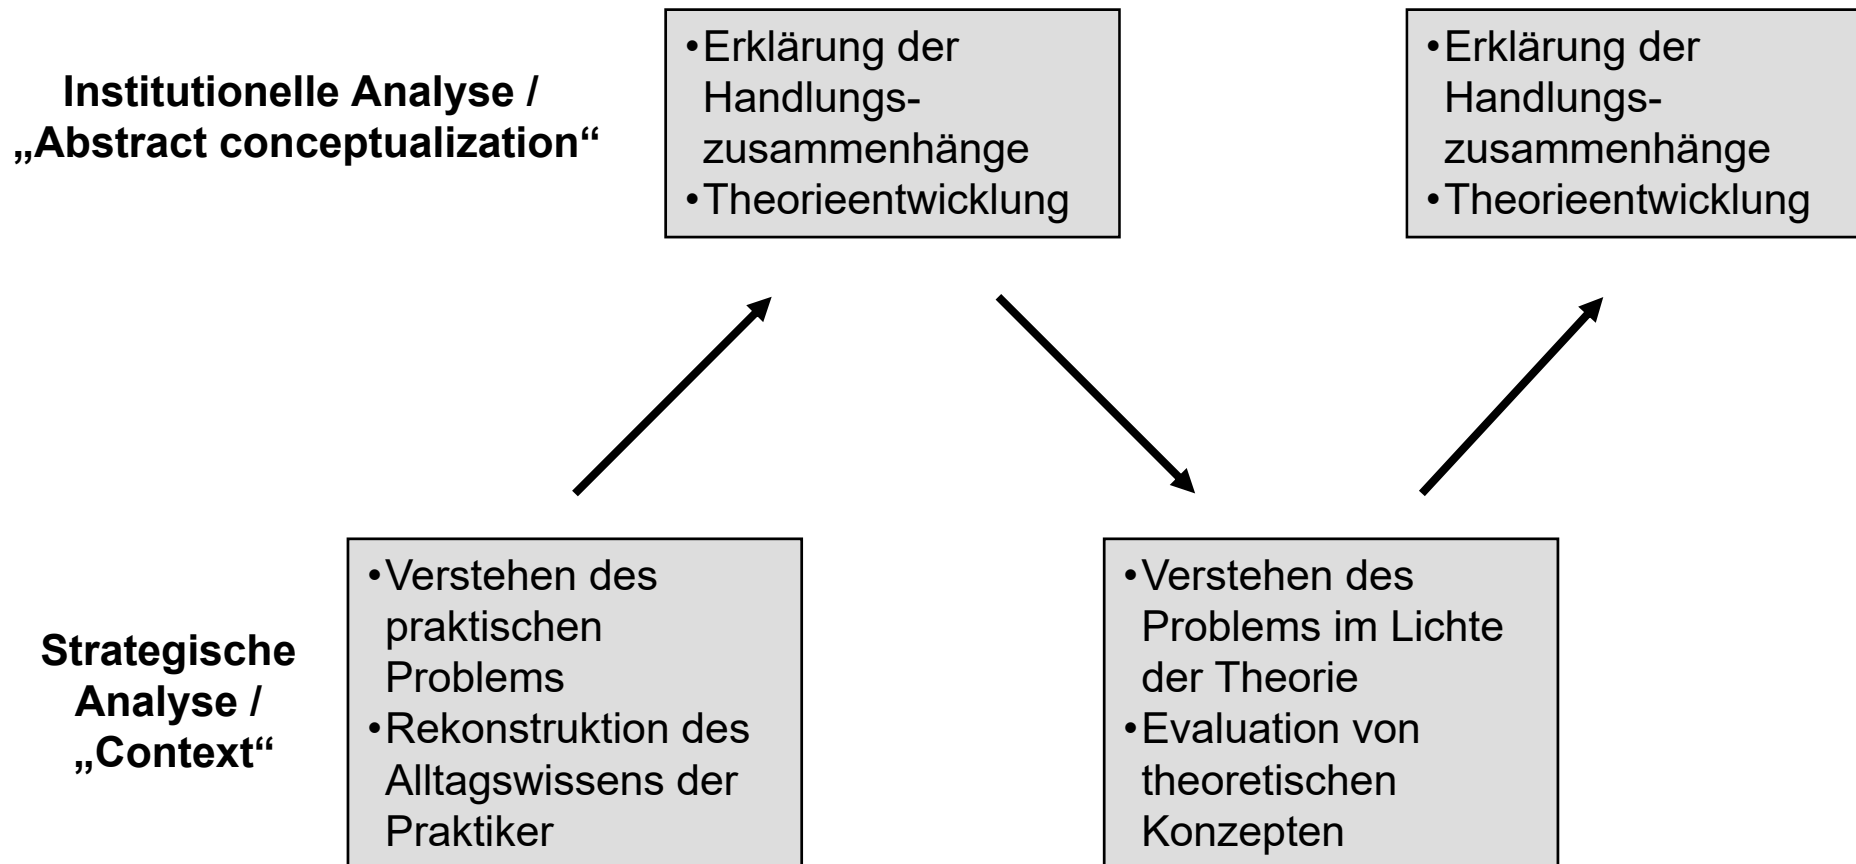 Institutionelle Analyse /
„Abstract conceptualization“
•Erklärung der
Handlungs-
zusammenhänge
•Theorieentwicklung
•Erklärung der
Handlungs-
zusammenhänge
•Theorieentwicklung
Strategische
Analyse /
„Context“
•Verstehen des
praktischen
Problems
•Rekonstruktion des
Alltagswissens der
Praktiker
•Verstehen des
Problems im Lichte
der Theorie
•Evaluation von
theoretischen
Konzepten